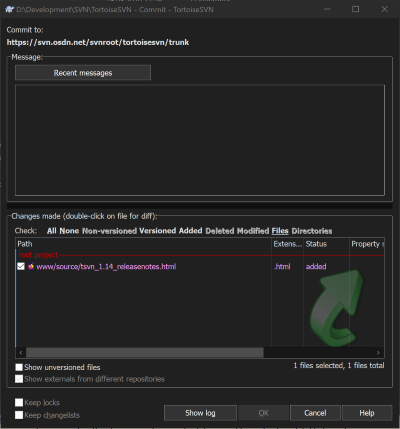 D:\Development\SVN\TortoiseSVN - Commit - TortoiseSVN
Commit to:
https://svn.osdn.net/svnroot/tortoisesvn/trunk
Message:
Recent messages
Changes made (double-click on file for diff):
Check: All None Non-versioned Versioned Added Deleted Modified Files Directories
Path Extens... Status Property s
root project
www/source/tsvn_1.14_releasenotes.html .html added
Show unversioned files 1 files selected, 1 files total
Show externals from different repositories
Keep locks
Keep changelists
Show log OK Cancel Help